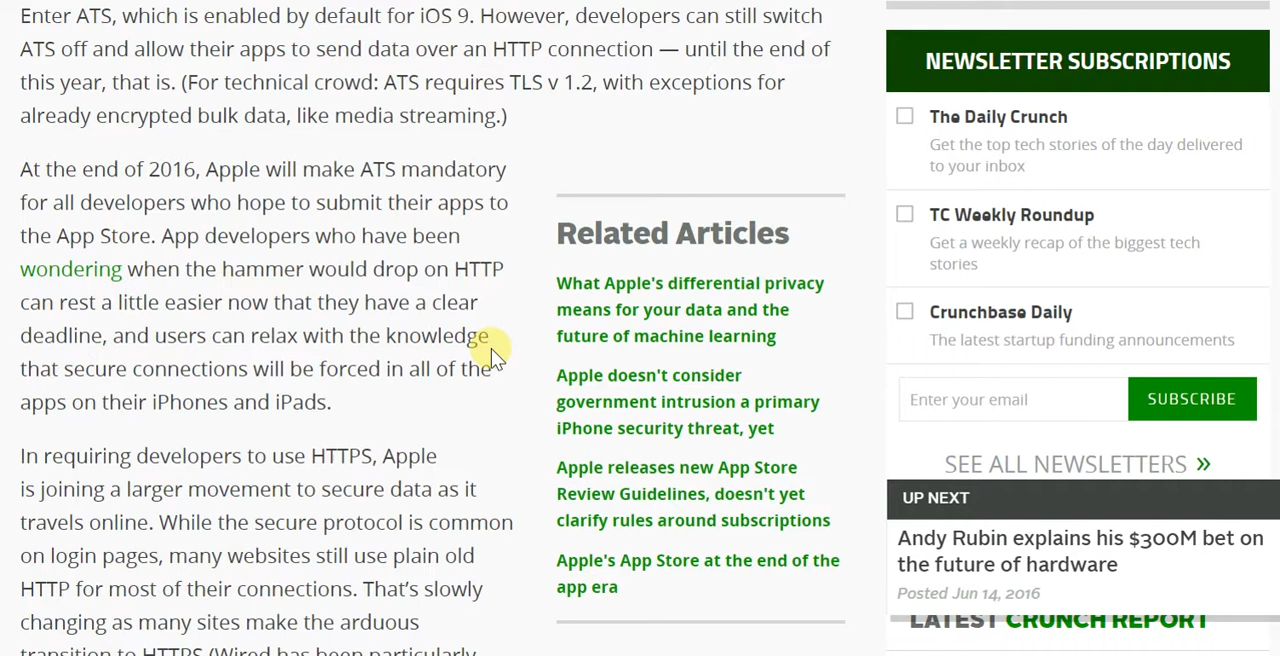 Enter ATS, which is enabled by default for iOS 9. However, developers can still switch
ATS off and allow their apps to send data over an HTTP connection — until the end of
this year, that is. (For technical crowd: ATS requires TLS v 1.2, with exceptions for
already encrypted bulk data, like media streaming.)
At the end of 2016, Apple will make ATS mandatory
for all developers who hope to submit their apps to
the App Store. App developers who have been
wondering when the hammer would drop on HTTP
can rest a little easier now that they have a clear
deadline, and users can relax with the knowledge
that secure connections will be forced in all of the
apps on their iPhones and iPads.
In requiring developers to use HTTPS, Apple
is joining a larger movement to secure data as it
travels online. While the secure protocol is common
on login pages, many websites still use plain old
HTTP for most of their connections. That's slowly
changing as many sites make the arduous
transition to HTTPS (Wired has been particularly
Related Articles
What Apple's differential privacy
means for your data and the
future of machine learning
Apple doesn't consider
government intrusion a primary
iPhone security threat, yet
Apple releases new App Store
Review Guidelines, doesn't yet
clarify rules around subscriptions
Apple's App Store at the end of the
app era
NEWSLETTER SUBSCRIPTIONS
The Daily Crunch
Get the top tech stories of the day delivered
to your inbox
TC Weekly Roundup
Get a weekly recap of the biggest tech
stories
Crunchbase Daily
The latest startup funding announcements
Enter your email
SUBSCRIBE
SEE ALL NEWSLETTERS »
UP NEXT
Andy Rubin explains his $300M bet on
the future of hardware
Posted Jun 14, 2016
LATEST CRUNCH REPORT